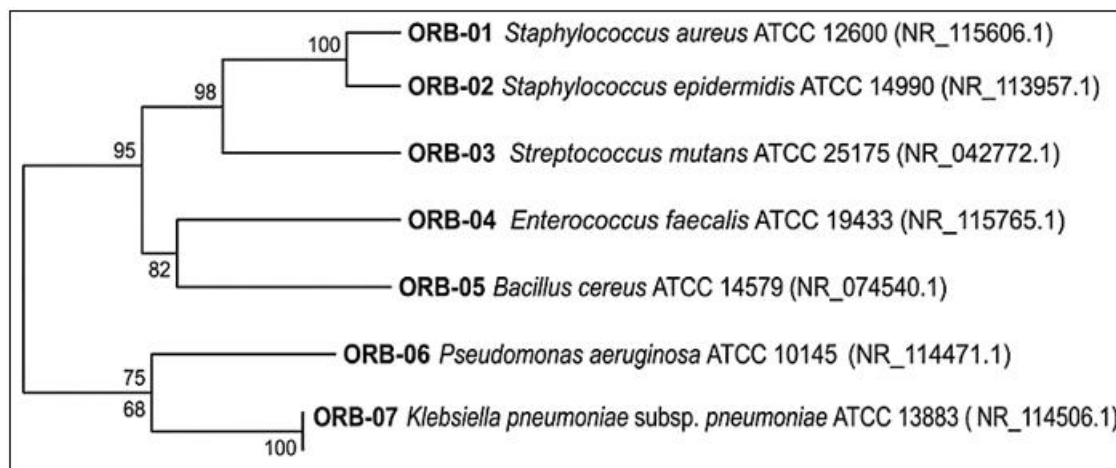 100 ORB-01 Staphylococcus aureus ATCC 12600 (NR_115606.1)
ORB-02 Staphylococcus epidermidis ATCC 14990 (NR_113957.1)
98
95 ORB-03 Streptococcus mutans ATCC 25175 (NR_042772.1)
ORB-04 Enterococcus faecalis ATCC 19433 (NR_115765.1)
82
ORB-05 Bacillus cereus ATCC 14579 (NR_074540.1)
ORB-06 Pseudomonas aeruginosa ATCC 10145 (NR_114471.1)
75
68
ORB-07 Klebsiella pneumoniae subsp. pneumoniae ATCC 13883 ( NR_114506.1)
100